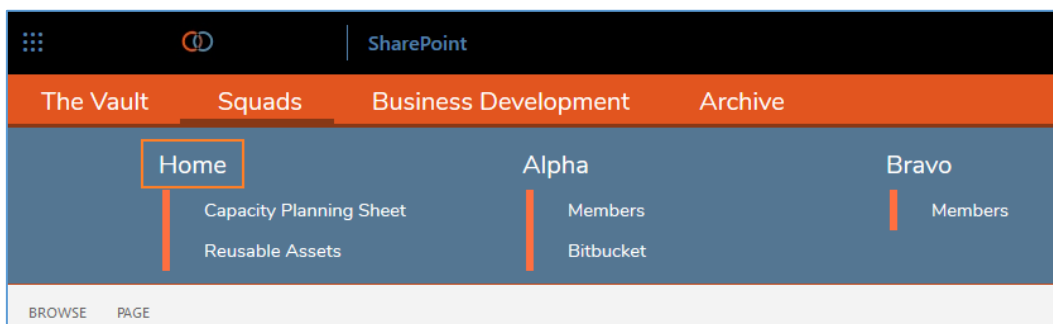 SharePoint
The Vault Squads Business Development Archive
Home Alpha Bravo
Capacity Planning Sheet Members Members
Reusable Assets Bitbucket
BROWSE PAGE